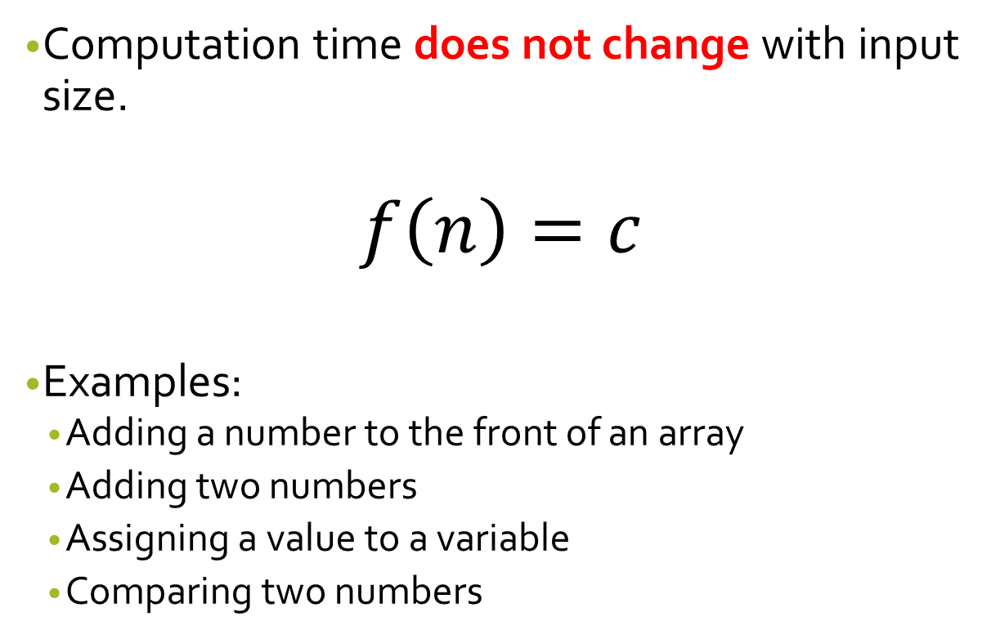 •Computation time does not change with input
size.
f(n) = c
•Examples:
•Adding a number to the front of an array
•Adding two numbers
•Assigning a value to a variable
•Comparing two numbers